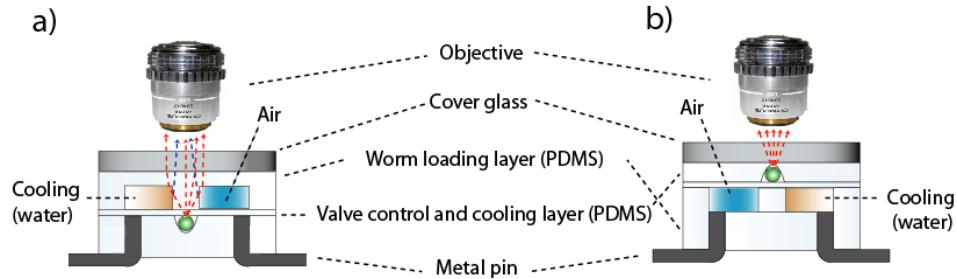 a)
b)
Objective
Cover glass
Air
Worm loading layer (PDMS)
Cooling
(water)
Valve control and cooling layer (PDMS)
Metal pin
Air
Cooling
(water)